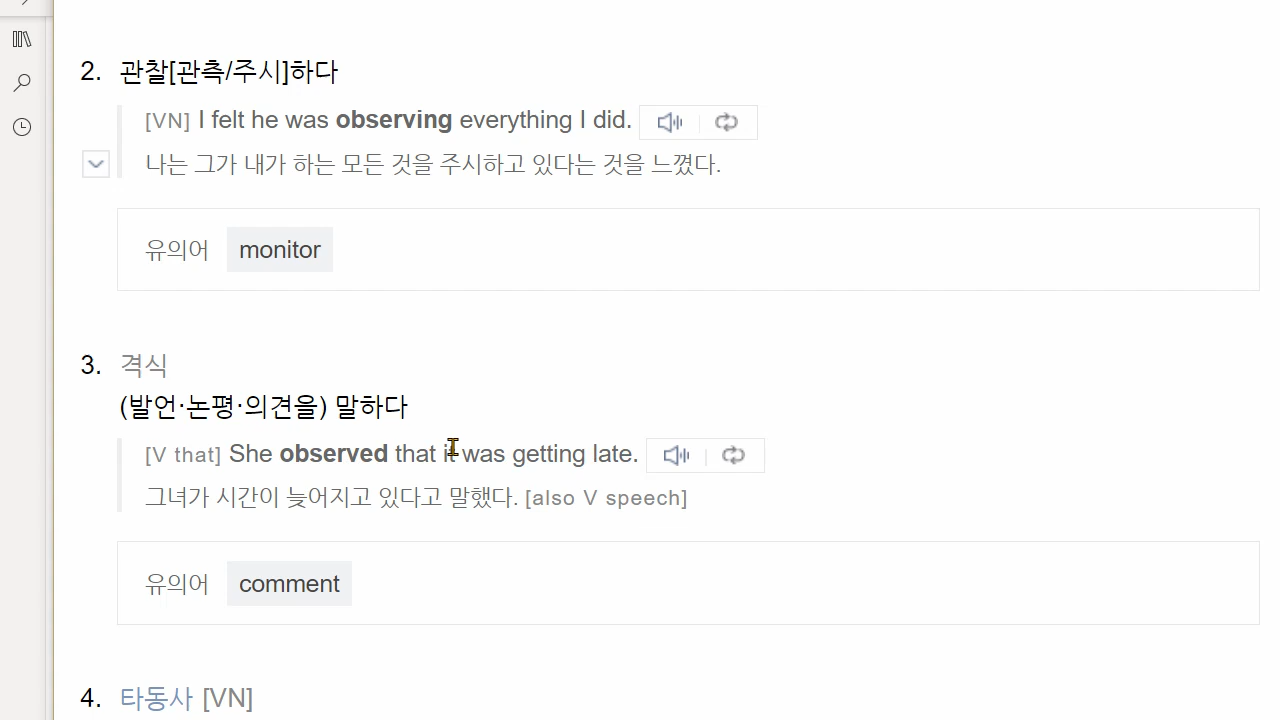 2. 관찰[관측/주시]하다
[VN] I felt he was observing everything I did.
나는 그가 내가 하는 모든 것을 주시하고 있다는 것을 느꼈다.
유의어 monitor
3. 격식
(발언·논평·의견을) 말하다
[V that] She observed that it was getting late.
그녀가 시간이 늦어지고 있다고 말했다. [also V speech]
유의어 comment
4. 타동사 [VN]